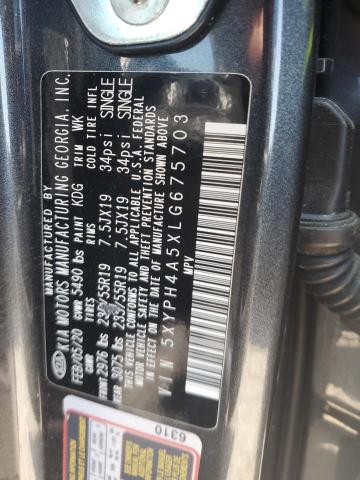 KIA
MANUFACTURED BY
KIA MOTORS MANUFACTURING GEORGIA, INC.
FEB/05/20 GVWR 5490 lbs PAINT KDG TRIM WK
GAWR TIRES RIMS COLD TIRE INFL
FRONT 2976 lbs 235/55R19 7.5JX19 34psi SINGLE
REAR 3075 lbs 235/55R19 7.5JX19 34psi SINGLE
THIS VEHICLE CONFORMS TO ALL APPLICABLE U.S.A. FEDERAL
MOTOR VEHICLE SAFETY AND THEFT PREVENTION STANDARDS
IN EFFECT ON THE DATE OF MANUFACTURE SHOWN ABOVE
VIN 5XYPH4A5XLG675703
MPV
6310